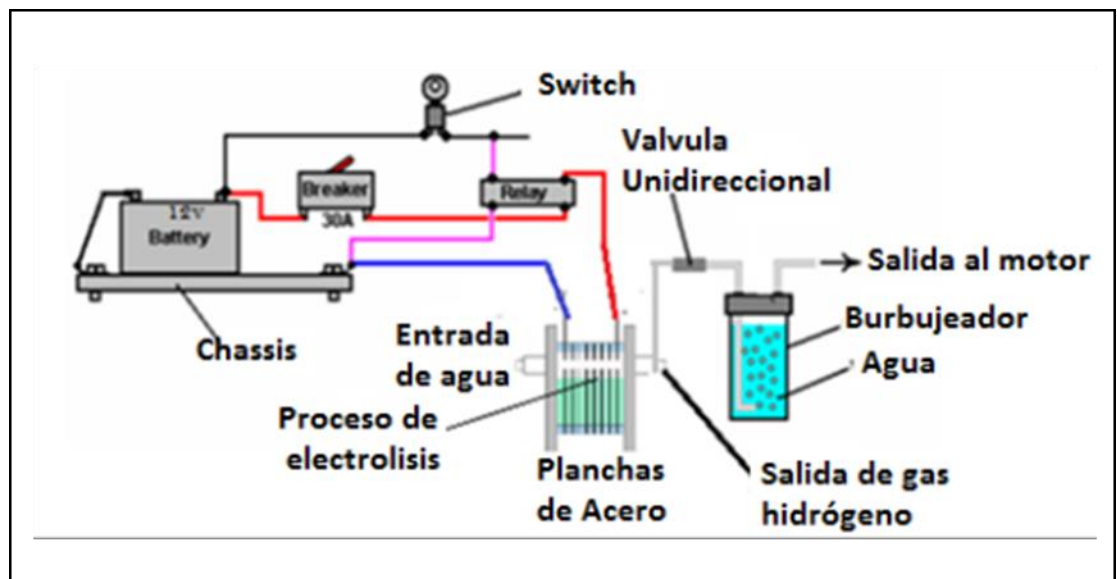 Switch
Valvula
Unidireccional
Breaker
30A
Relay
12v
Battery
Salida al motor
Chassis
Entrada
de agua
Burbujeador
Agua
Proceso de
electrolisis
Planchas
de Acero
Salida de gas
hidrógeno